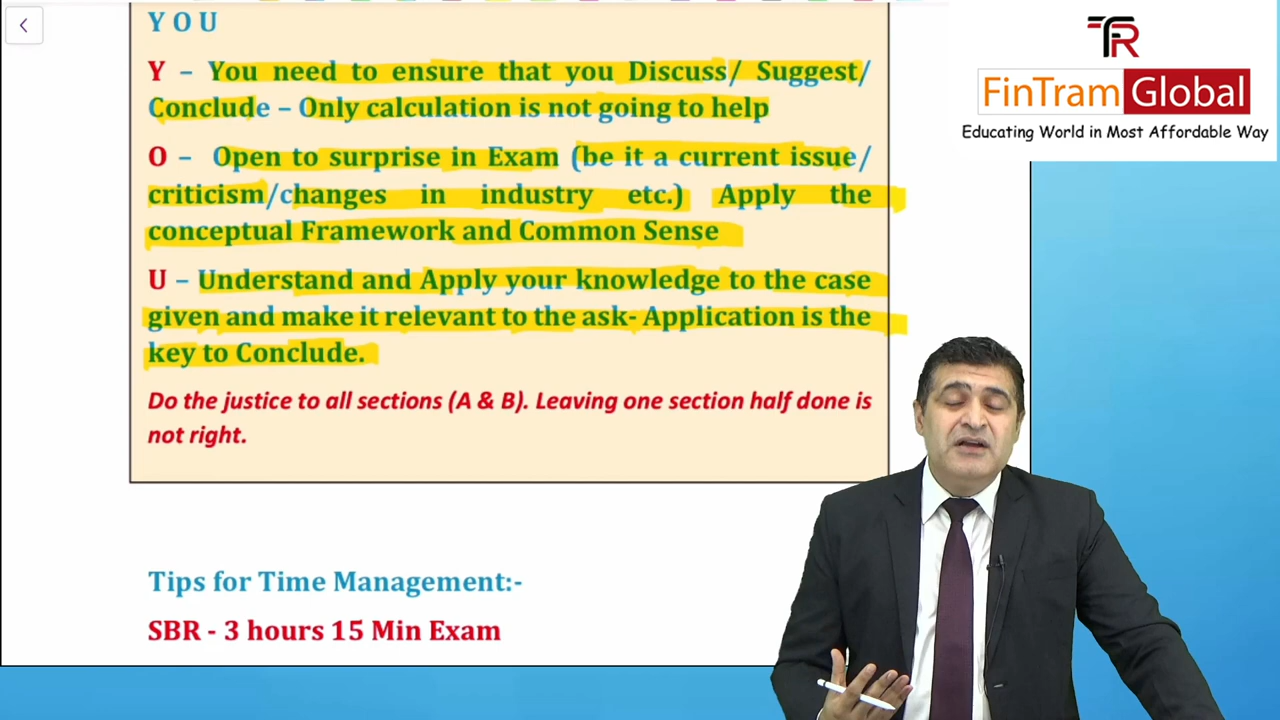 Y O U
Y – You need to ensure that you Discuss/ Suggest/
Conclude – Only calculation is not going to help
O – Open to surprise in Exam (be it a current issue/
criticism/changes in industry etc.) Apply the
conceptual Framework and Common Sense
U – Understand and Apply your knowledge to the case
given and make it relevant to the ask- Application is the
key to Conclude.
Do the justice to all sections (A & B). Leaving one section half done is
not right.
Tips for Time Management:-
SBR - 3 hours 15 Min Exam
TR
FinTram Global
Educating World in Most Affordable Way